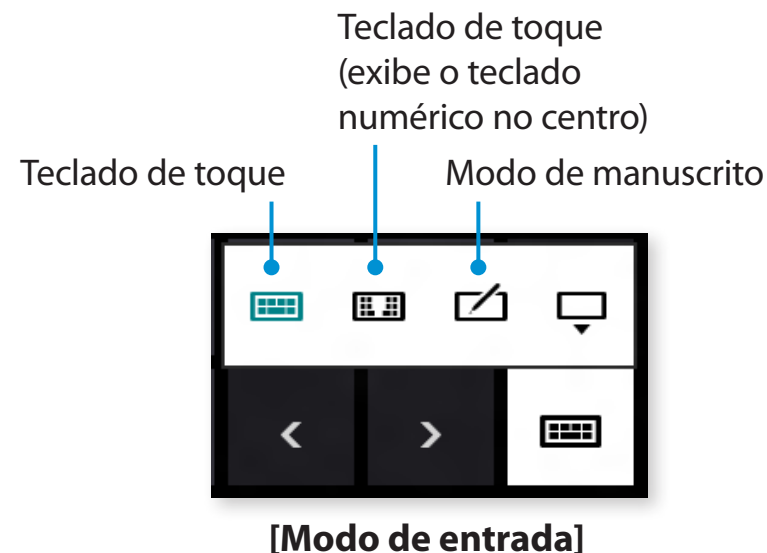 Teclado de toque
(exibe o teclado
numérico no centro)
Teclado de toque
Modo de manuscrito
[Modo de entrada]